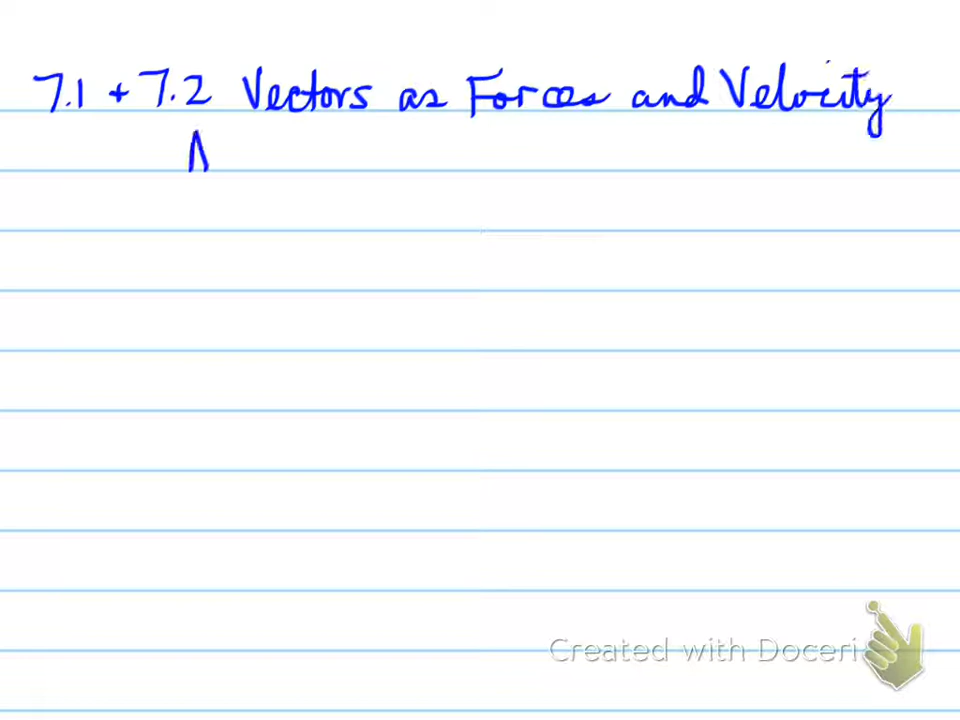 7.1 + 7.2 Vectors as Forces and Velocity
Created with Doceri